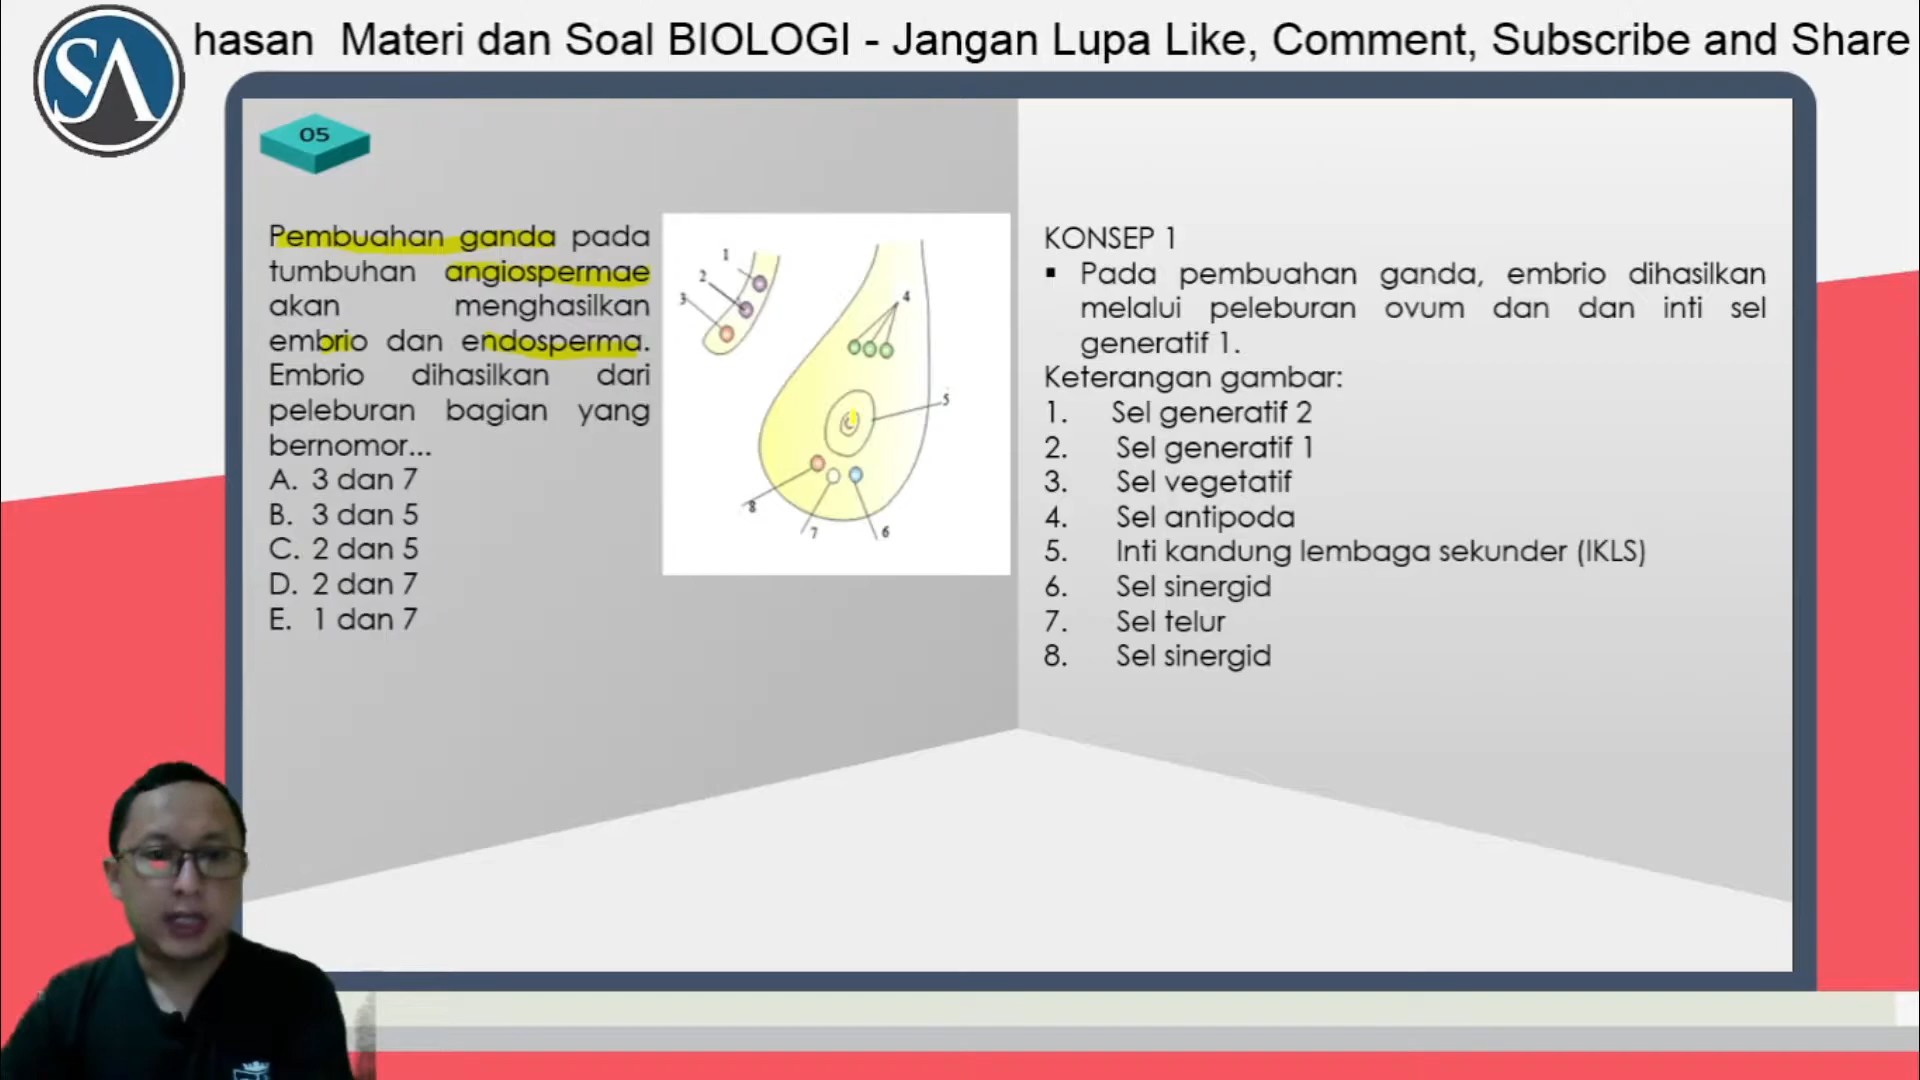 SA
hasan Materi dan Soal BIOLOGI - Jangan Lupa Like, Comment, Subscribe and Share
05
Pembuahan ganda pada
tumbuhan angiospermae
akan menghasilkan
embrio dan endosperma.
Embrio dihasilkan dari
peleburan bagian yang
bernomor...
A. 3 dan 7
B. 3 dan 5
C. 2 dan 5
D. 2 dan 7
E. 1 dan 7
1
2
3
4
5
8
7
6
KONSEP 1
▪ Pada pembuahan ganda, embrio dihasilkan
melalui peleburan ovum dan dan inti sel
generatif 1.
Keterangan gambar:
1. Sel generatif 2
2. Sel generatif 1
3. Sel vegetatif
4. Sel antipoda
5. Inti kandung lembaga sekunder (IKLS)
6. Sel sinergid
7. Sel telur
8. Sel sinergid